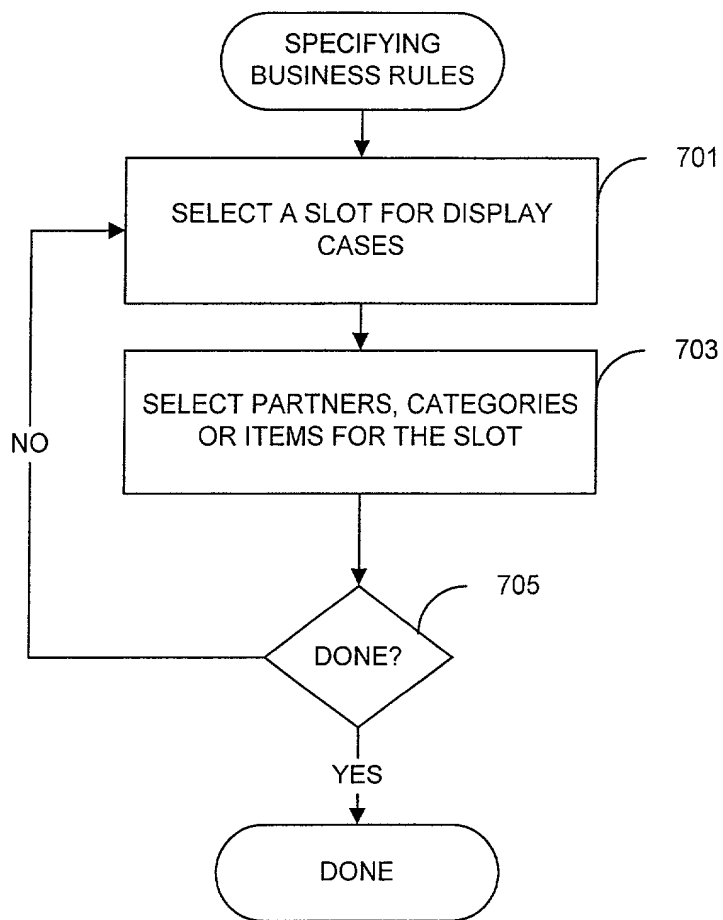 SPECIFYING
BUSINESS RULES
701
SELECT A SLOT FOR DISPLAY
CASES
703
SELECT PARTNERS, CATEGORIES
OR ITEMS FOR THE SLOT
NO
705
DONE?
YES
DONE